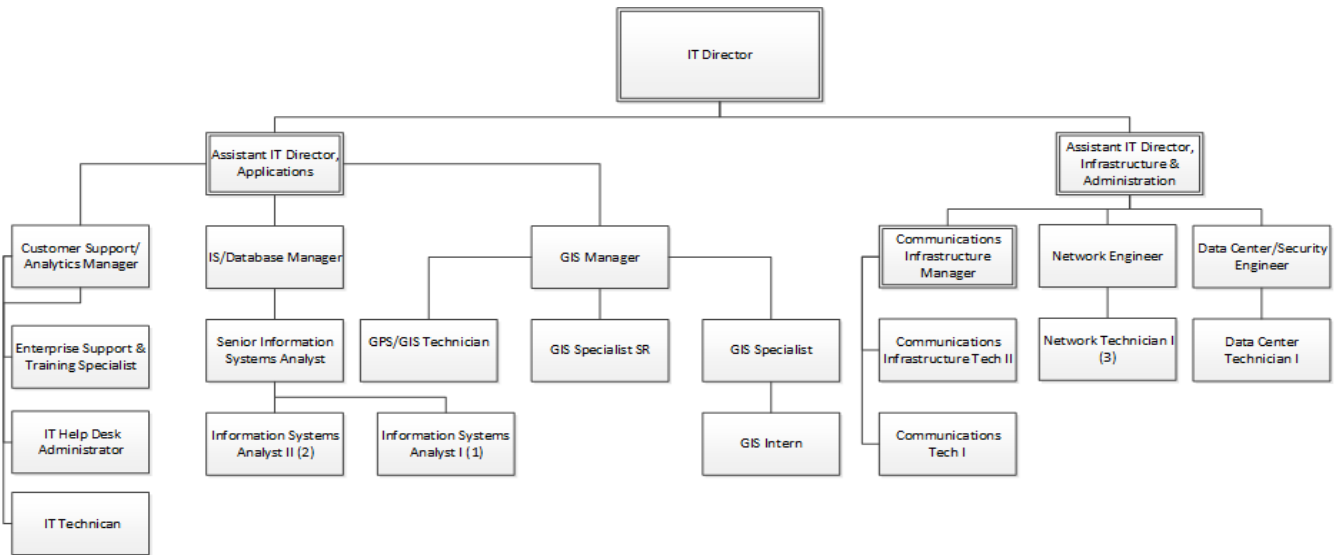 IT Director
Assistant IT Director,
Applications
Assistant IT Director,
Infrastructure &
Administration
Customer Support/
Analytics Manager
IS/Database Manager
GIS Manager
Communications
Infrastructure
Manager
Network Engineer
Data Center/Security
Engineer
Enterprise Support &
Training Specialist
Senior Information
Systems Analyst
GPS/GIS Technician
GIS Specialist SR
GIS Specialist
Communications
Infrastructure Tech II
Network Technician I
(3)
Data Center
Technician I
IT Help Desk
Administrator
Information Systems
Analyst II (2)
Information Systems
Analyst I (1)
GIS Intern
Communications
Tech I
IT Technican